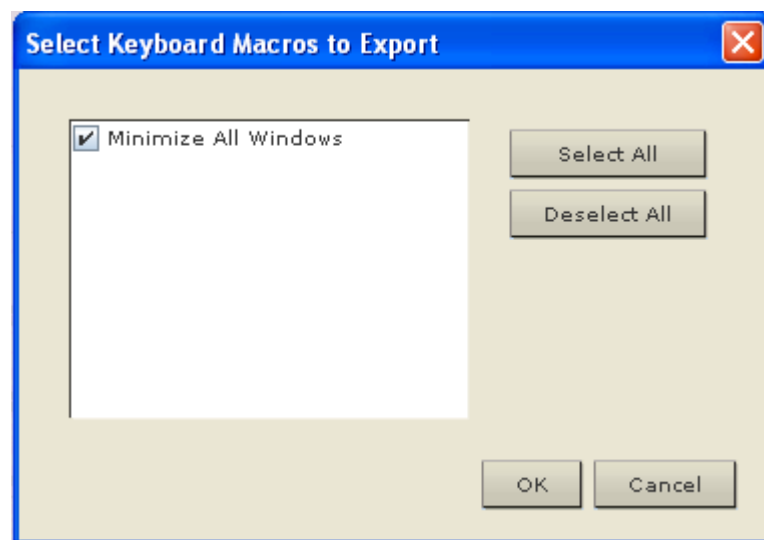 Select Keyboard Macros to Export
Minimize All Windows
Select All
Deselect All
OK
Cancel